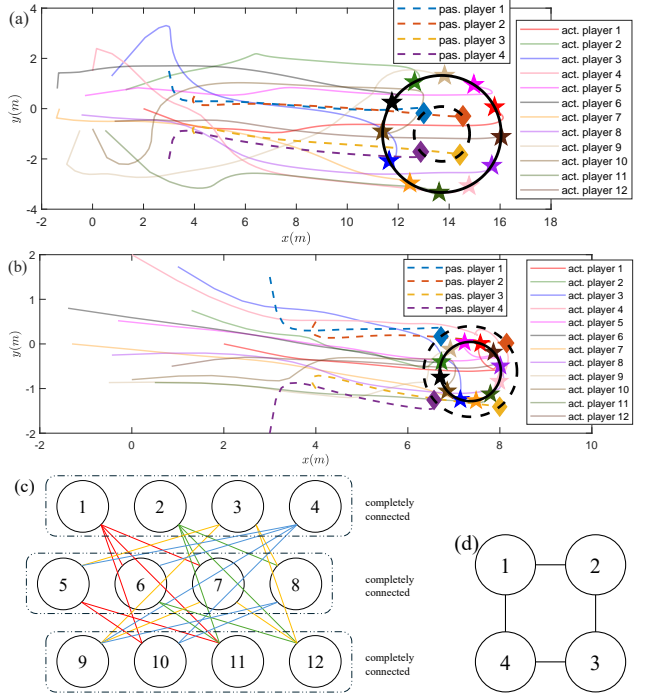 (a)
4
2
0
-2
-4
y(m)
-2
0
2
4
6
8
10
12
14
16
18
x(m)
pas. player 1
pas. player 2
pas. player 3
pas. player 4
act. player 1
act. player 2
act. player 3
act. player 4
act. player 5
act. player 6
act. player 7
act. player 8
act. player 9
act. player 10
act. player 11
act. player 12
(b)
2
1
0
-1
-2
y(m)
-2
0
2
4
6
8
10
x(m)
pas. player 1
pas. player 2
pas. player 3
pas. player 4
act. player 1
act. player 2
act. player 3
act. player 4
act. player 5
act. player 6
act. player 7
act. player 8
act. player 9
act. player 10
act. player 11
act. player 12
(c)
1
2
3
4
completely
connected
5
6
7
8
completely
connected
9
10
11
12
completely
connected
(d)
1
2
4
3